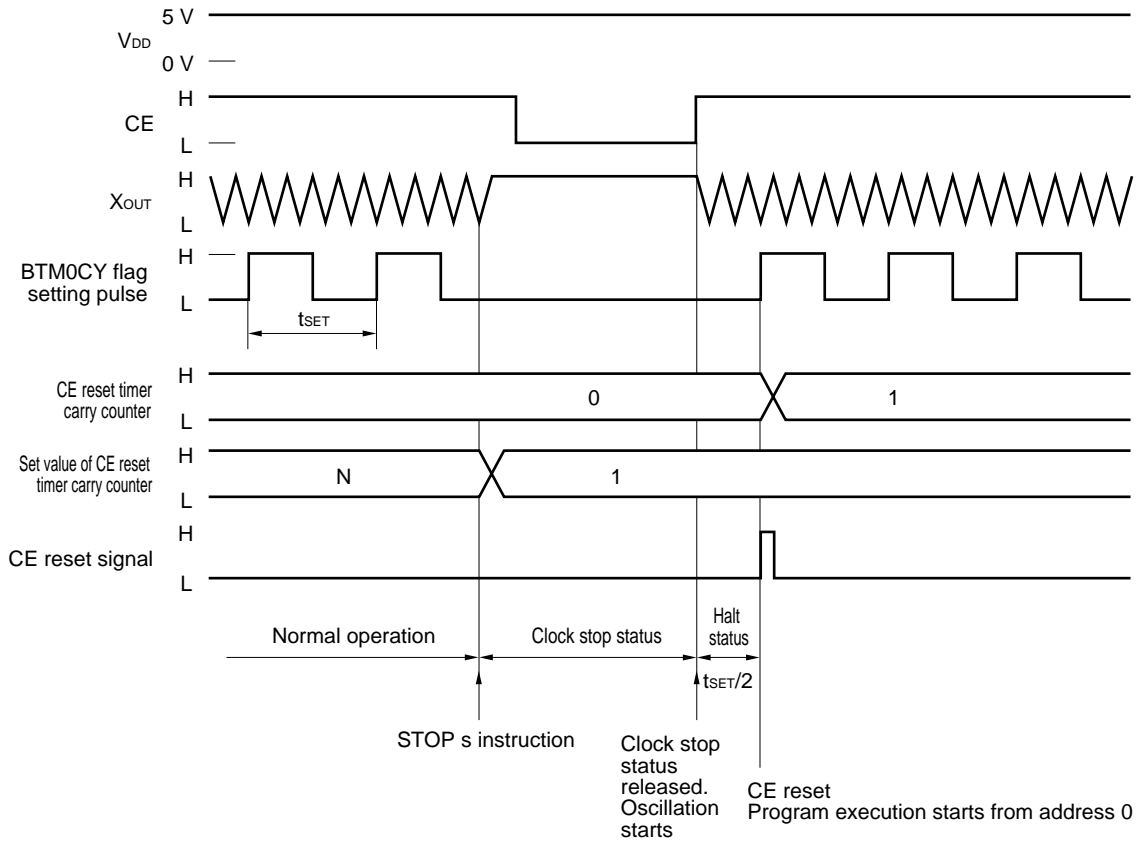 5 V
VDD
0 V
H
CE
L
H
XOUT
L
H
BTM0CY flag
setting pulse
L
tSET
H
CE reset timer
carry counter
0
1
L
H
Set value of CE reset
timer carry counter
N
1
L
H
CE reset signal
L
Normal operation
Clock stop status
Halt
status
tSET/2
STOP s instruction
Clock stop
status
released.
Oscillation
starts
CE reset
Program execution starts from address 0